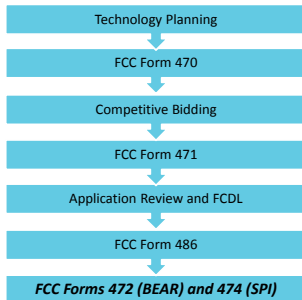 Technology Planning
FCC Form 470
Competitive Bidding
FCC Form 471
Application Review and FCDL
FCC Form 486
FCC Forms 472 (BEAR) and 474 (SPI)